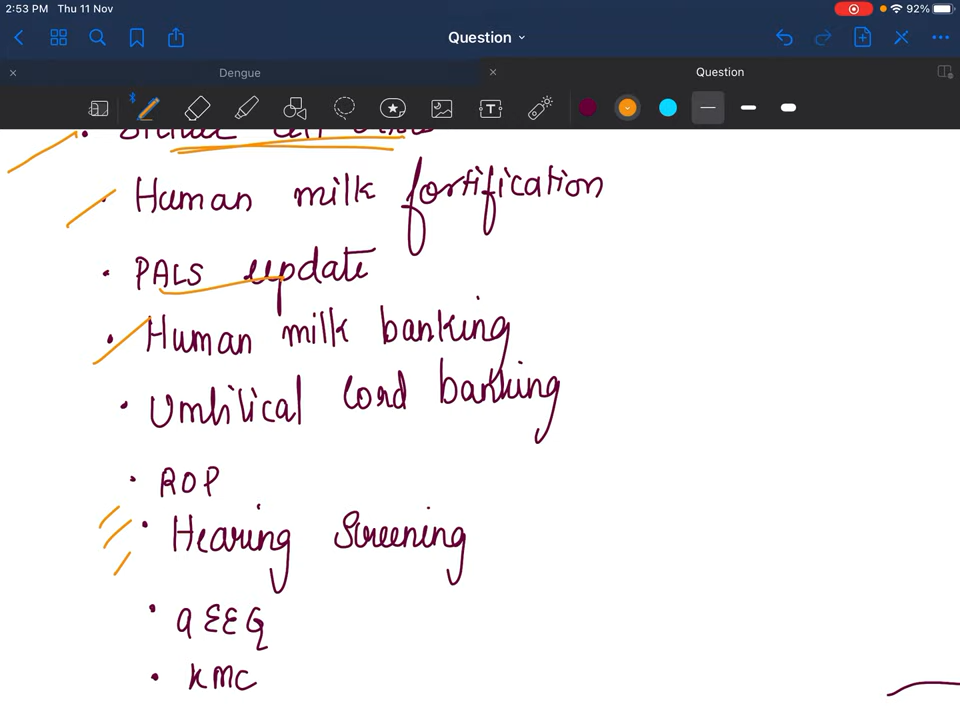 2:53 PM Thu 11 Nov
92%
Question
Dengue
Question
Human milk fortification
PALS update
Human milk banking
Umbilical cord banking
ROP
Hearing Screening
aEEG
KMC